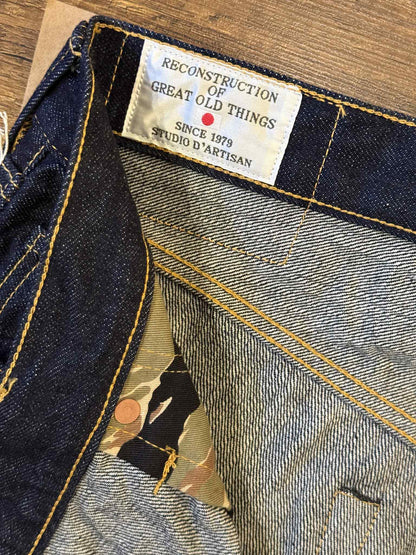 RECONSTRUCTION
OF
GREAT OLD THINGS
SINCE 1979
STUDIO D'ARTISAN